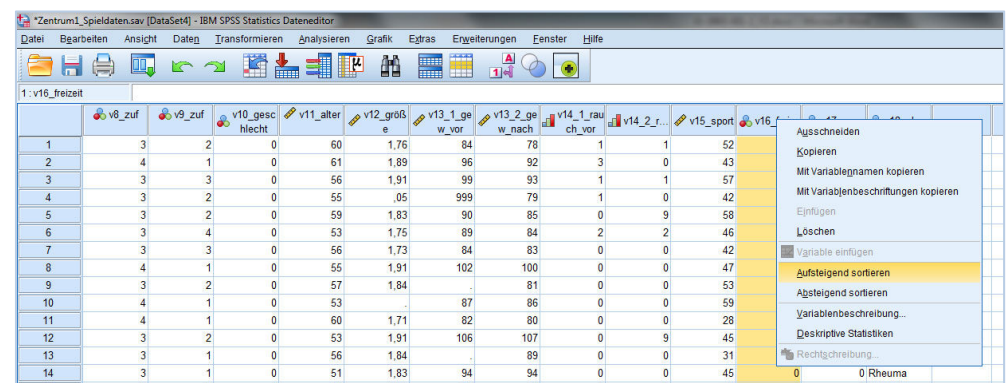 *Zentrum1_Spieldaten.sav [DataSet4] - IBM SPSS Statistics Dateneditor
Datei Bearbeiten Ansicht Daten Transformieren Analysieren Grafik Extras Erweiterungen Fenster Hilfe
1 : v16_freizeit
v8_zuf v9_zuf v10_geschlecht v11_alter v12_größe v13_1_gew_vor v13_2_gew_nach v14_1_rauch_vor v14_2_r... v15_sport
1 3 2 0 60 1,76 84 78 1 1 52
2 4 1 0 61 1,89 96 92 3 0 43
3 3 3 0 56 1,91 99 93 1 1 57
4 3 2 0 55 ,05 999 79 1 0 42
5 3 2 0 59 1,83 90 85 0 9 58
6 3 4 0 53 1,75 89 84 2 2 46
7 3 3 0 56 1,73 84 83 0 0 42
8 4 1 0 55 1,91 102 100 0 0 47
9 3 2 0 57 1,84 . 81 0 0 53
10 4 1 0 53 . 87 86 0 0 59
11 4 1 0 60 1,71 82 80 0 0 28
12 3 2 0 53 1,91 106 107 0 9 45
13 3 1 0 56 1,84 . 89 0 0 31
14 3 1 0 51 1,83 94 94 0 0 45 0 0 Rheuma
Ausschneiden
Kopieren
Mit Variablennamen kopieren
Mit Variablenbeschriftungen kopieren
Einfügen
Löschen
Variable einfügen
Aufsteigend sortieren
Absteigend sortieren
Variablenbeschreibung...
Deskriptive Statistiken
Rechtschreibung...